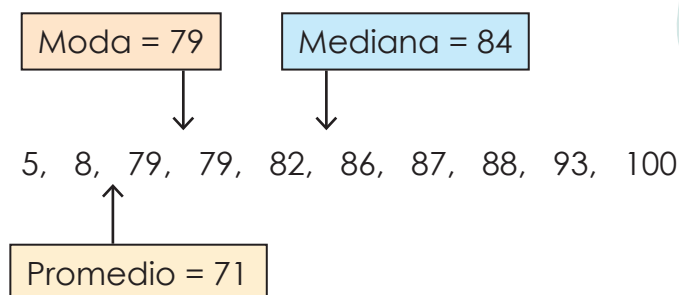 Moda = 79
Mediana = 84
5, 8, 79, 79, 82, 86, 87, 88, 93, 100
Promedio = 71